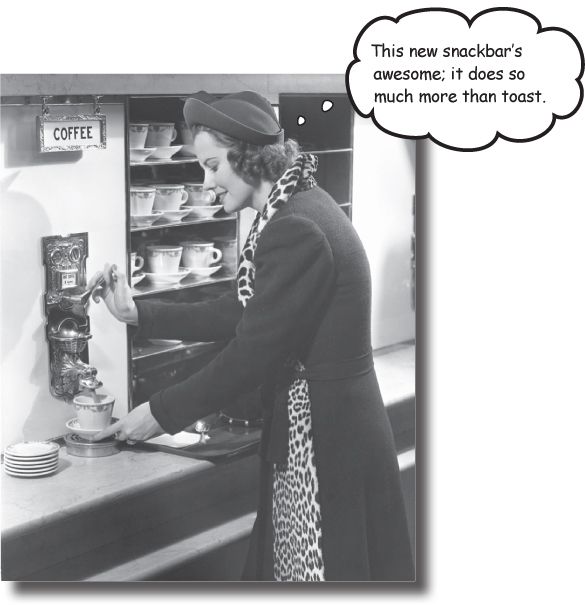 This new snackbar's
awesome; it does so
much more than toast.
COFFEE